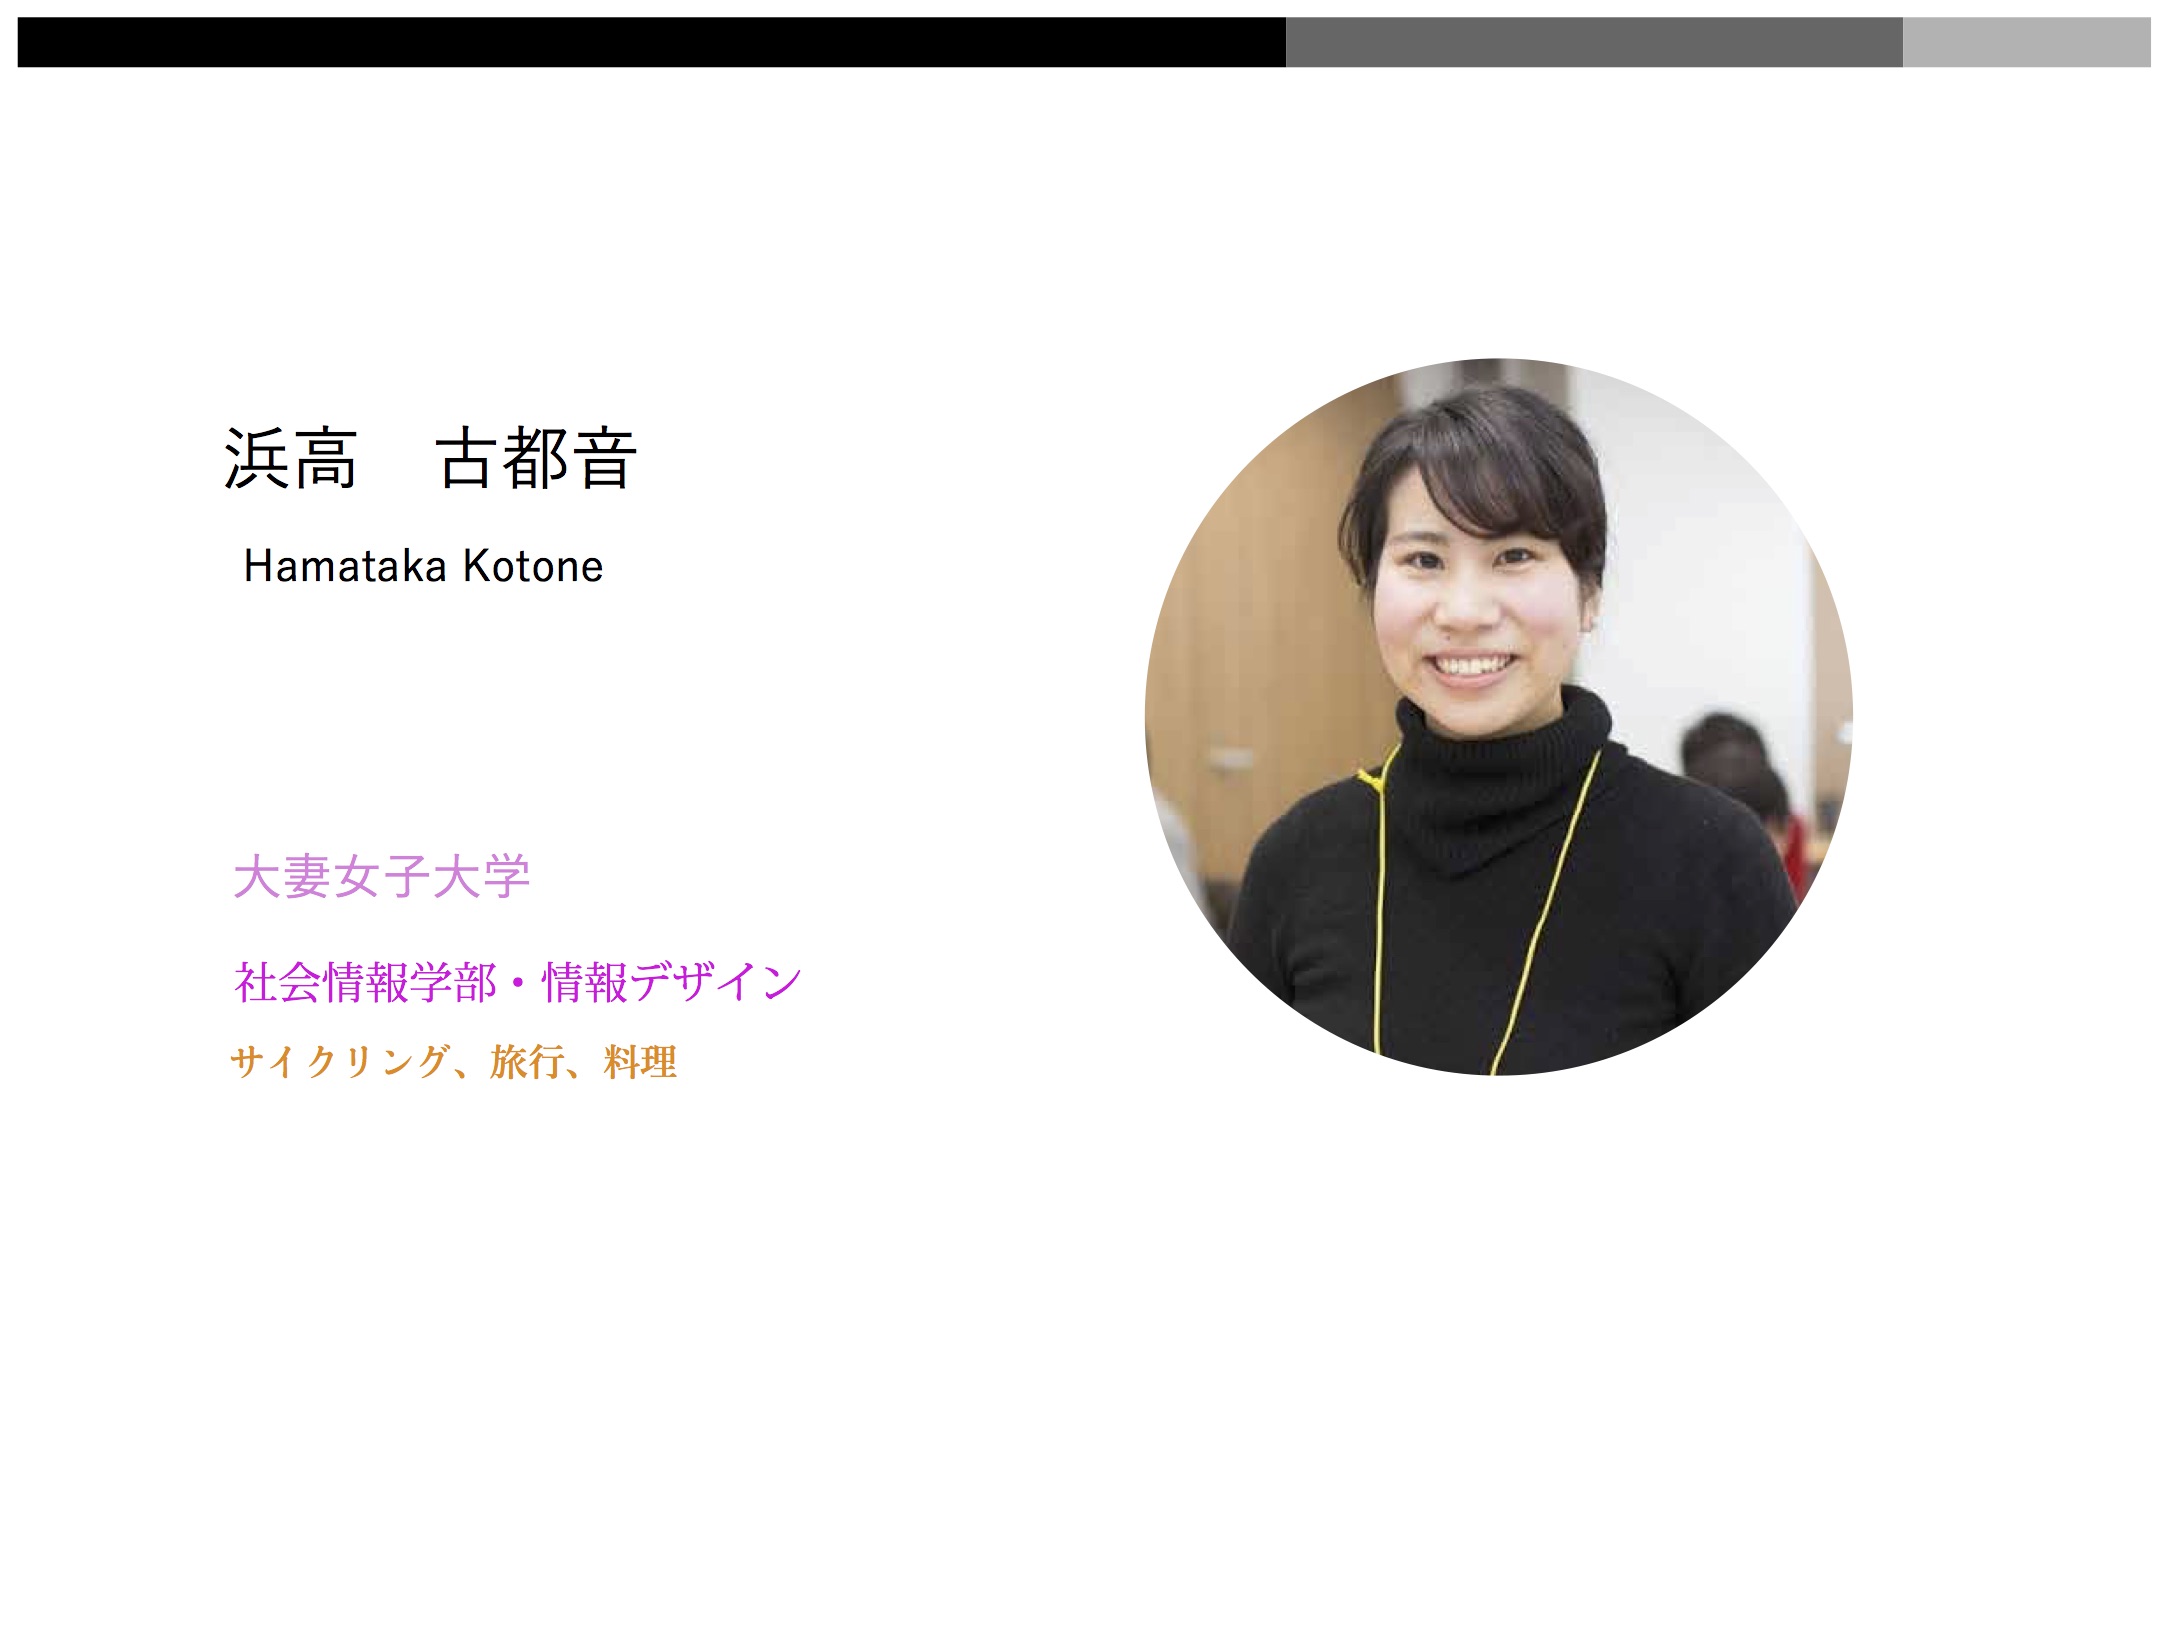 浜高　古都音
Hamataka Kotone
大妻女子大学
社会情報学部・情報デザイン
サイクリング、旅行、料理